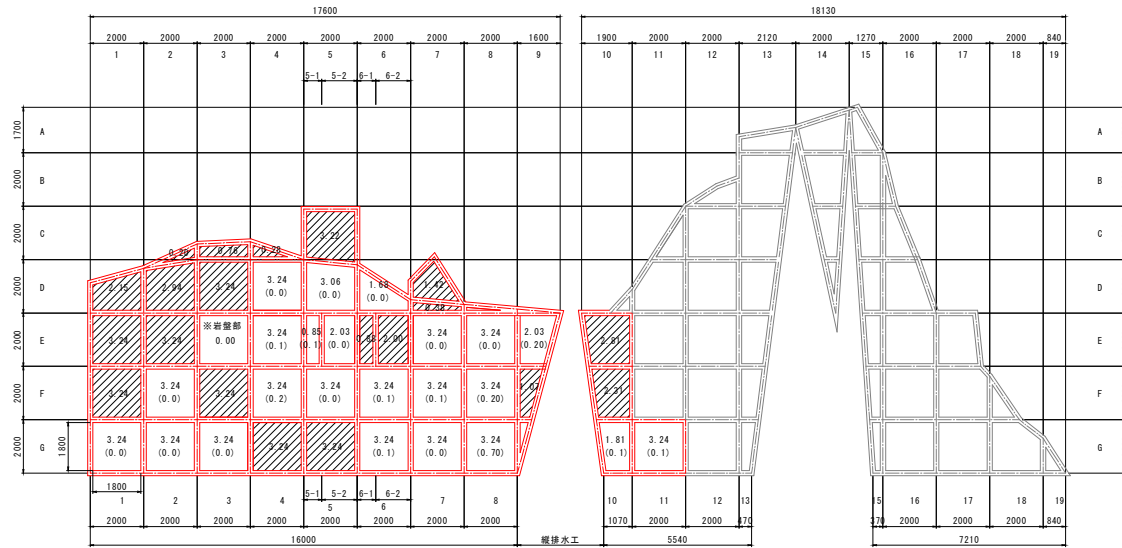 17600 18130
2000 2000 2000 2000 2000 2000 2000 2000 1600 1900 2000 2000 2120 2000 1270 2000 2000 2000 840
1 2 3 4 5 6 7 8 9 10 11 12 13 14 15 16 17 18 19
5-1 5-2 6-1 6-2
1700 A A
2000 B B
2000 C 0.76 0.28 3.22 C
2000 D 2.15 2.94 3.24 3.24 3.06 1.68 1.42 D
(0.0) (0.0) (0.0)
2000 E 3.24 3.24 ※岩盤部 3.24 0.85 2.03 2.00 3.24 3.24 2.03 2.81 E
0.00 (0.1) (0.1) (0.0) (0.0) (0.0) (0.20)
2000 F 3.24 3.24 3.24 3.24 3.24 3.24 3.24 3.24 1.07 2.31 F
(0.0) (0.2) (0.0) (0.1) (0.1) (0.20)
2000 G 1800 3.24 3.24 3.24 3.24 3.24 3.24 3.24 3.24 1.81 3.24 G
(0.0) (0.0) (0.0) (0.1) (0.0) (0.70) (0.1) (0.1)
1800
5-1 5-2 6-1 6-2
1 2 3 4 5 6 7 8 10 11 12 13 15 16 17 18 19
2000 2000 2000 2000 2000 2000 2000 2000 1070 2000 2000 470 370 2000 2000 2000 840
16000 縦排水工 5540 7210